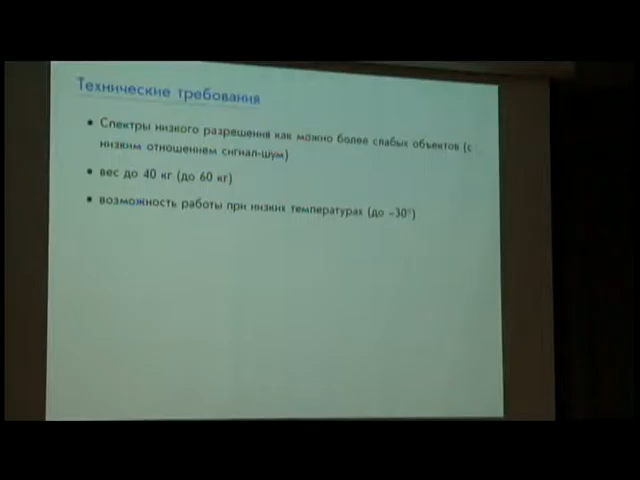 Технические требования
• Спектры низкого разрешения как можно более слабых объектов (с
низким отношением сигнал-шум)
• вес до 40 кг (до 60 кг)
• возможность работы при низких температурах (до −30°)